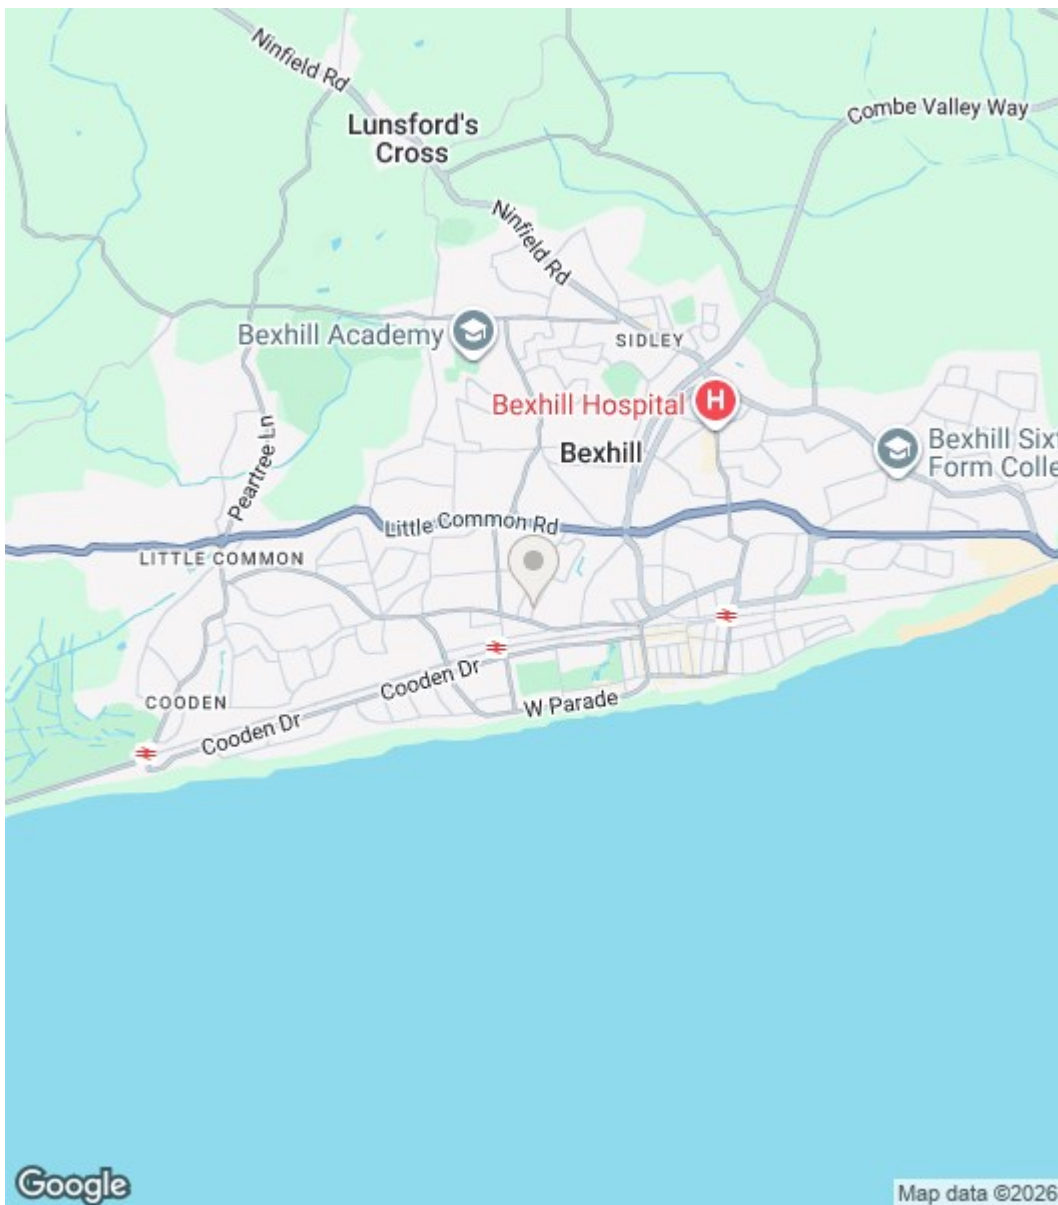 Ninfield Rd
Combe Valley Way
Lunsford's
Cross
Ninfield Rd
SIDLEY
Bexhill Academy
Bexhill Hospital
H
Bexhill
Bexhill Sixt
Form Colle
Peartree Ln
Little Common Rd
LITTLE COMMON
Cooden Dr
COODEN
W Parade
Cooden Dr
Google
Map data ©2026